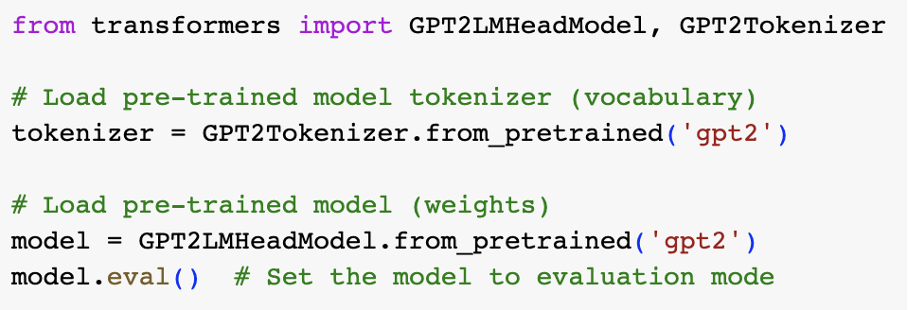 from transformers import GPT2LMHeadModel, GPT2Tokenizer
# Load pre-trained model tokenizer (vocabulary)
tokenizer = GPT2Tokenizer.from_pretrained('gpt2')
# Load pre-trained model (weights)
model = GPT2LMHeadModel.from_pretrained('gpt2')
model.eval()  # Set the model to evaluation mode